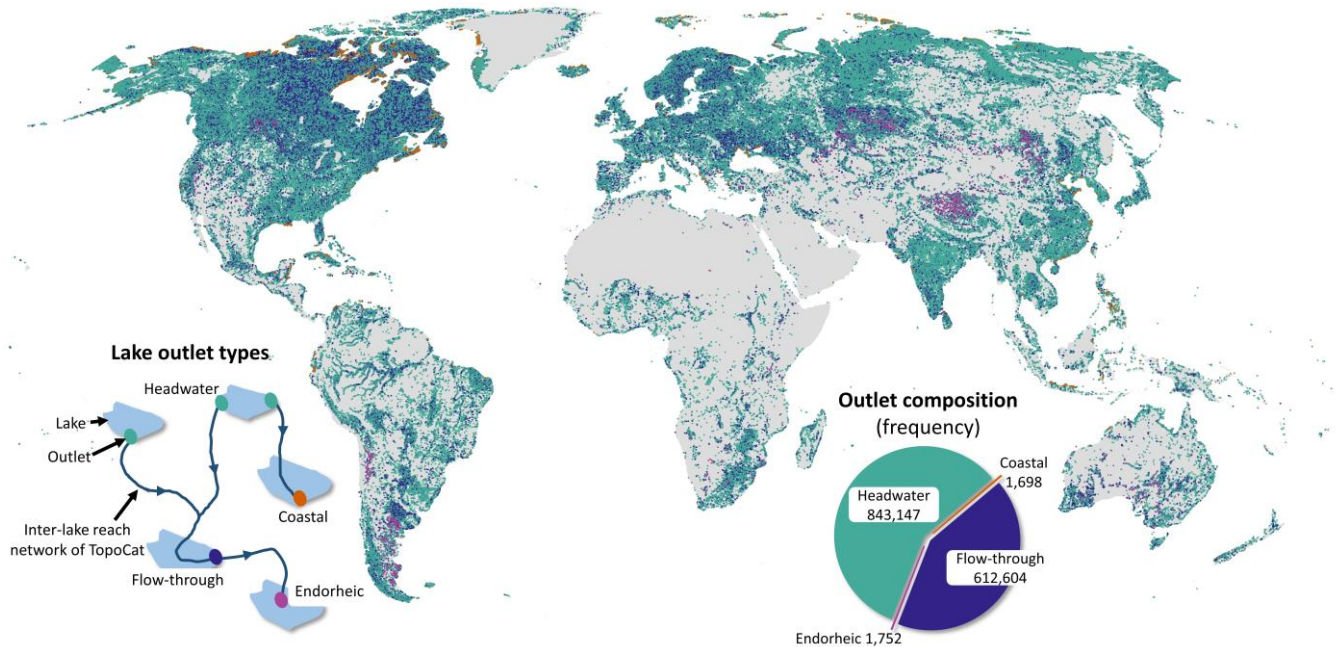 Lake outlet types
Headwater
Lake
Outlet
Coastal
Inter-lake reach
network of TopoCat
Flow-through
Endorheic
Outlet composition
(frequency)
Coastal
1,698
Headwater
843,147
Flow-through
612,604
Endorheic 1,752